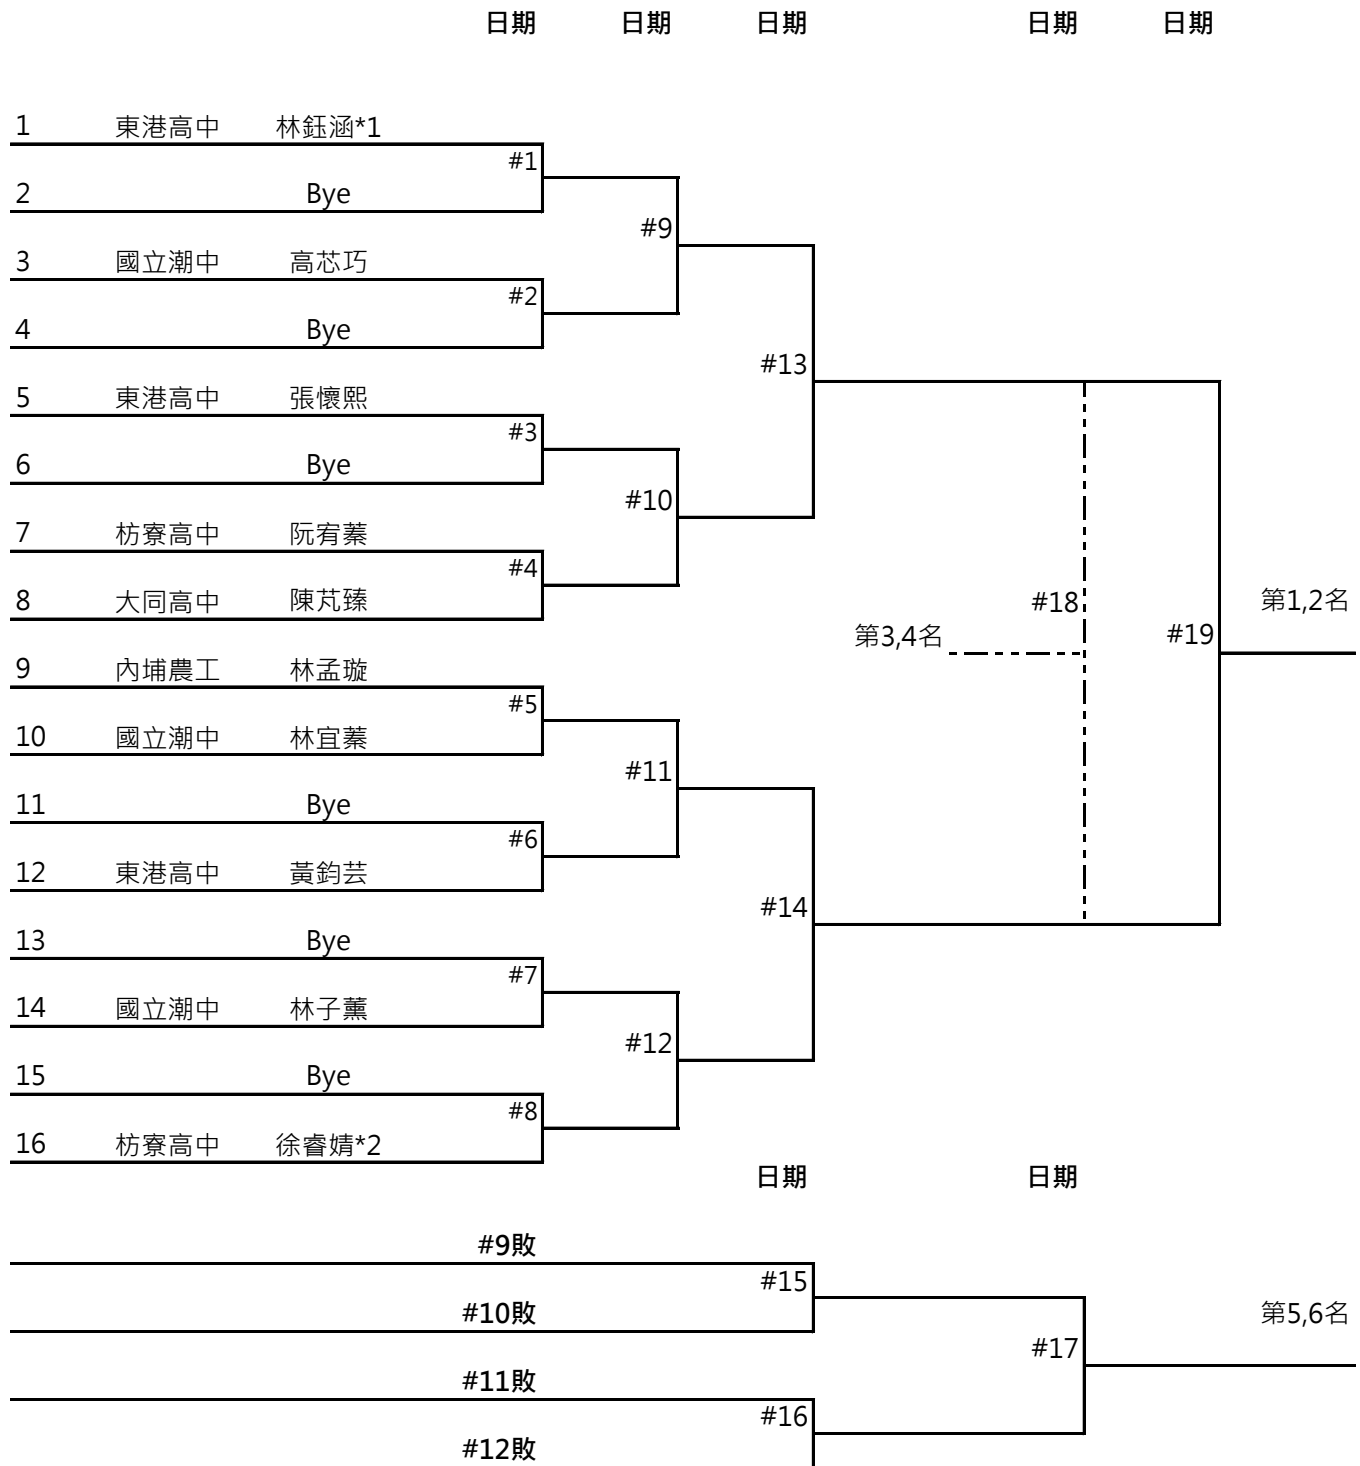 日期 日期 日期 日期 日期
1 東港高中 林鈺涵*1
#1
2 Bye
#9
3 國立潮中 高芯巧
#2
4 Bye
#13
5 東港高中 張懷熙
#3
6 Bye
#10
7 枋寮高中 阮宥蓁
#4
8 大同高中 陳芃臻
#18 第1,2名
第3,4名 #19
9 內埔農工 林孟璇
#5
10 國立潮中 林宜蓁
#11
11 Bye
#6
12 東港高中 黃鈞芸
#14
13 Bye
#7
14 國立潮中 林子薰
#12
15 Bye
#8
16 枋寮高中 徐睿婧*2
日期 日期
#9敗
#15
#10敗 第5,6名
#17
#11敗
#16
#12敗